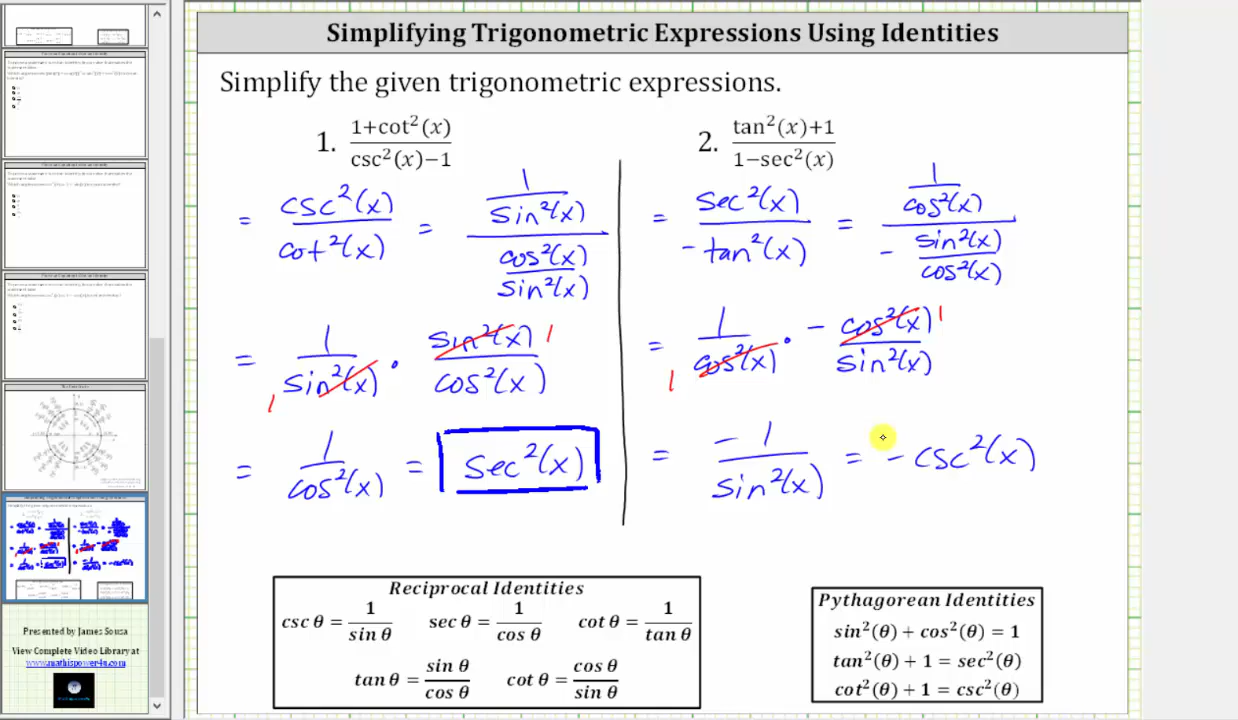 Simplifying Trigonometric Expressions Using Identities
Simplify the given trigonometric expressions.
1. (1+cot²(x))/(csc²(x)−1)
= csc²(x)/cot²(x) = (1/sin²(x))/(cos²(x)/sin²(x))
= 1/sin²(x) · sin²(x)/cos²(x) 1 1
= 1/cos²(x) = sec²(x)
2. (tan²(x)+1)/(1−sec²(x))
= sec²(x)/−tan²(x) = (1/cos²(x))/(−sin²(x)/cos²(x))
= 1/cos²(x) · −cos²(x)/sin²(x) 1 1
= −1/sin²(x) = −csc²(x)
Reciprocal Identities
csc θ = 1/sin θ sec θ = 1/cos θ cot θ = 1/tan θ
tan θ = sin θ/cos θ cot θ = cos θ/sin θ
Pythagorean Identities
sin²(θ) + cos²(θ) = 1
tan²(θ) + 1 = sec²(θ)
cot²(θ) + 1 = csc²(θ)
Presented by James Sousa
View Complete Video Library at
www.mathispower4u.com